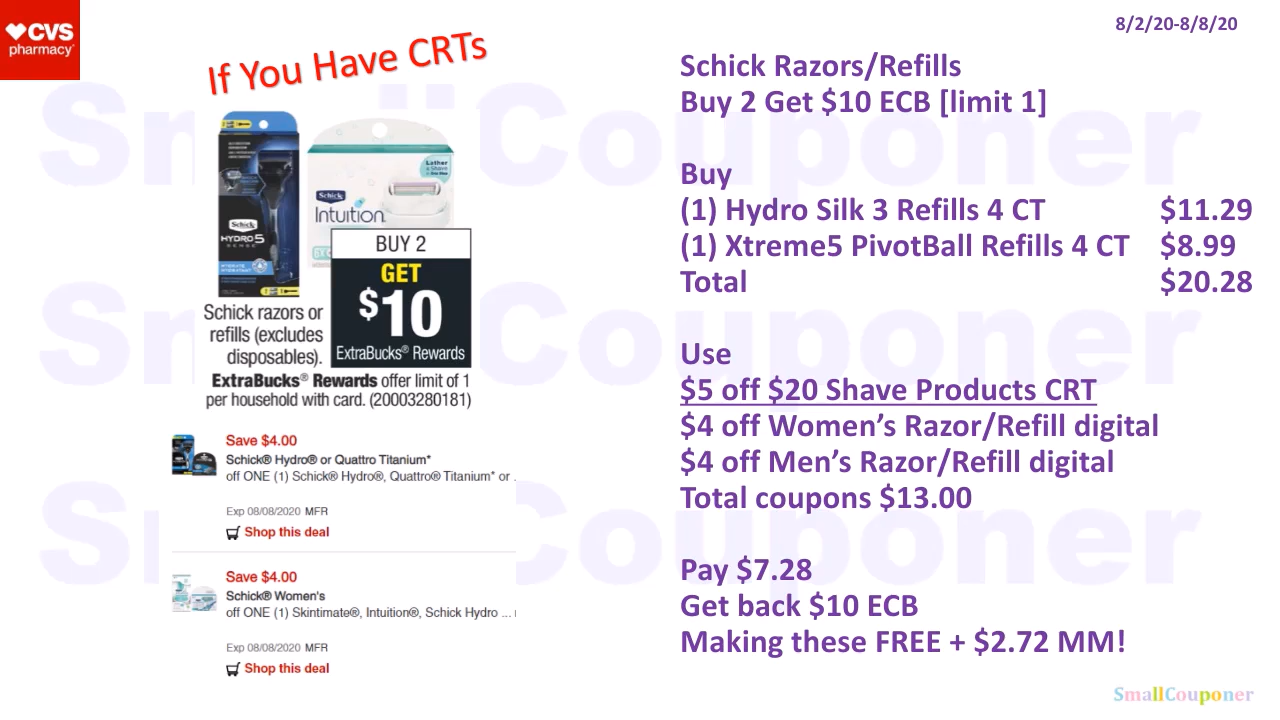 CVS
pharmacy
8/2/20-8/8/20
If You Have CRTs
Schick
HYDRO 5
SENSE
Lather
& Shave
Schick
Intuition
BUY 2
GET
$10
ExtraBucks® Rewards
Schick razors or
refills (excludes
disposables).
ExtraBucks® Rewards offer limit of 1
per household with card. (20003280181)
Save $4.00
Schick® Hydro® or Quattro Titanium*
off ONE (1) Schick® Hydro®, Quattro® Titanium* or .
Exp 08/08/2020 MFR
Shop this deal
Save $4.00
Schick® Women's
off ONE (1) Skintimate®, Intuition®, Schick Hydro ...
Exp 08/08/2020 MFR
Shop this deal
Schick Razors/Refills
Buy 2 Get $10 ECB [limit 1]
Buy
(1) Hydro Silk 3 Refills 4 CT $11.29
(1) Xtreme5 PivotBall Refills 4 CT $8.99
Total $20.28
Use
$5 off $20 Shave Products CRT
$4 off Women’s Razor/Refill digital
$4 off Men’s Razor/Refill digital
Total coupons $13.00
Pay $7.28
Get back $10 ECB
Making these FREE + $2.72 MM!
SmallCouponer